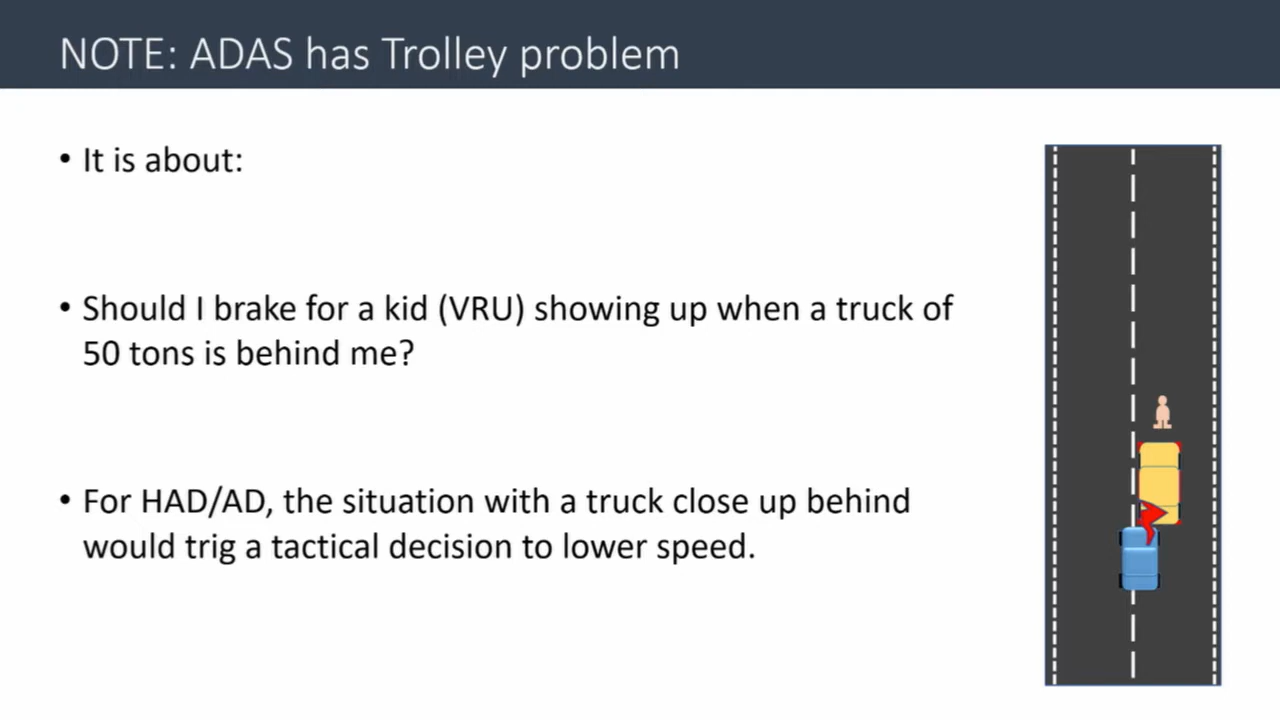 NOTE: ADAS has Trolley problem
• It is about:
• Should I brake for a kid (VRU) showing up when a truck of
50 tons is behind me?
• For HAD/AD, the situation with a truck close up behind
would trig a tactical decision to lower speed.